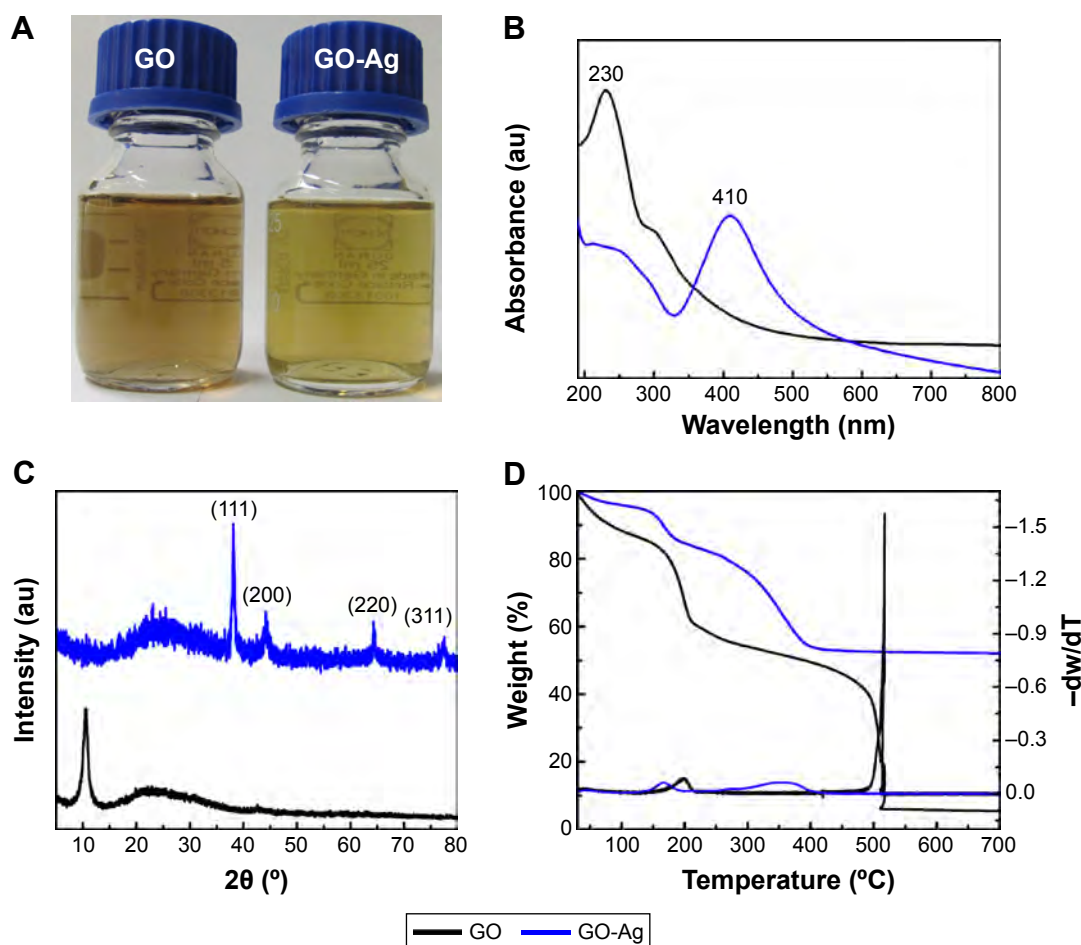 A
GO
GO-Ag
B
230
410
Absorbance (au)
200 300 400 500 600 700 800
Wavelength (nm)
C
(111)
(200)
(220)
(311)
Intensity (au)
10 20 30 40 50 60 70 80
2θ (º)
D
100
80
60
40
20
0
Weight (%)
–1.5
–1.2
–0.9
–0.6
–0.3
0.0
–dw/dT
100 200 300 400 500 600 700
Temperature (ºC)
GO GO-Ag